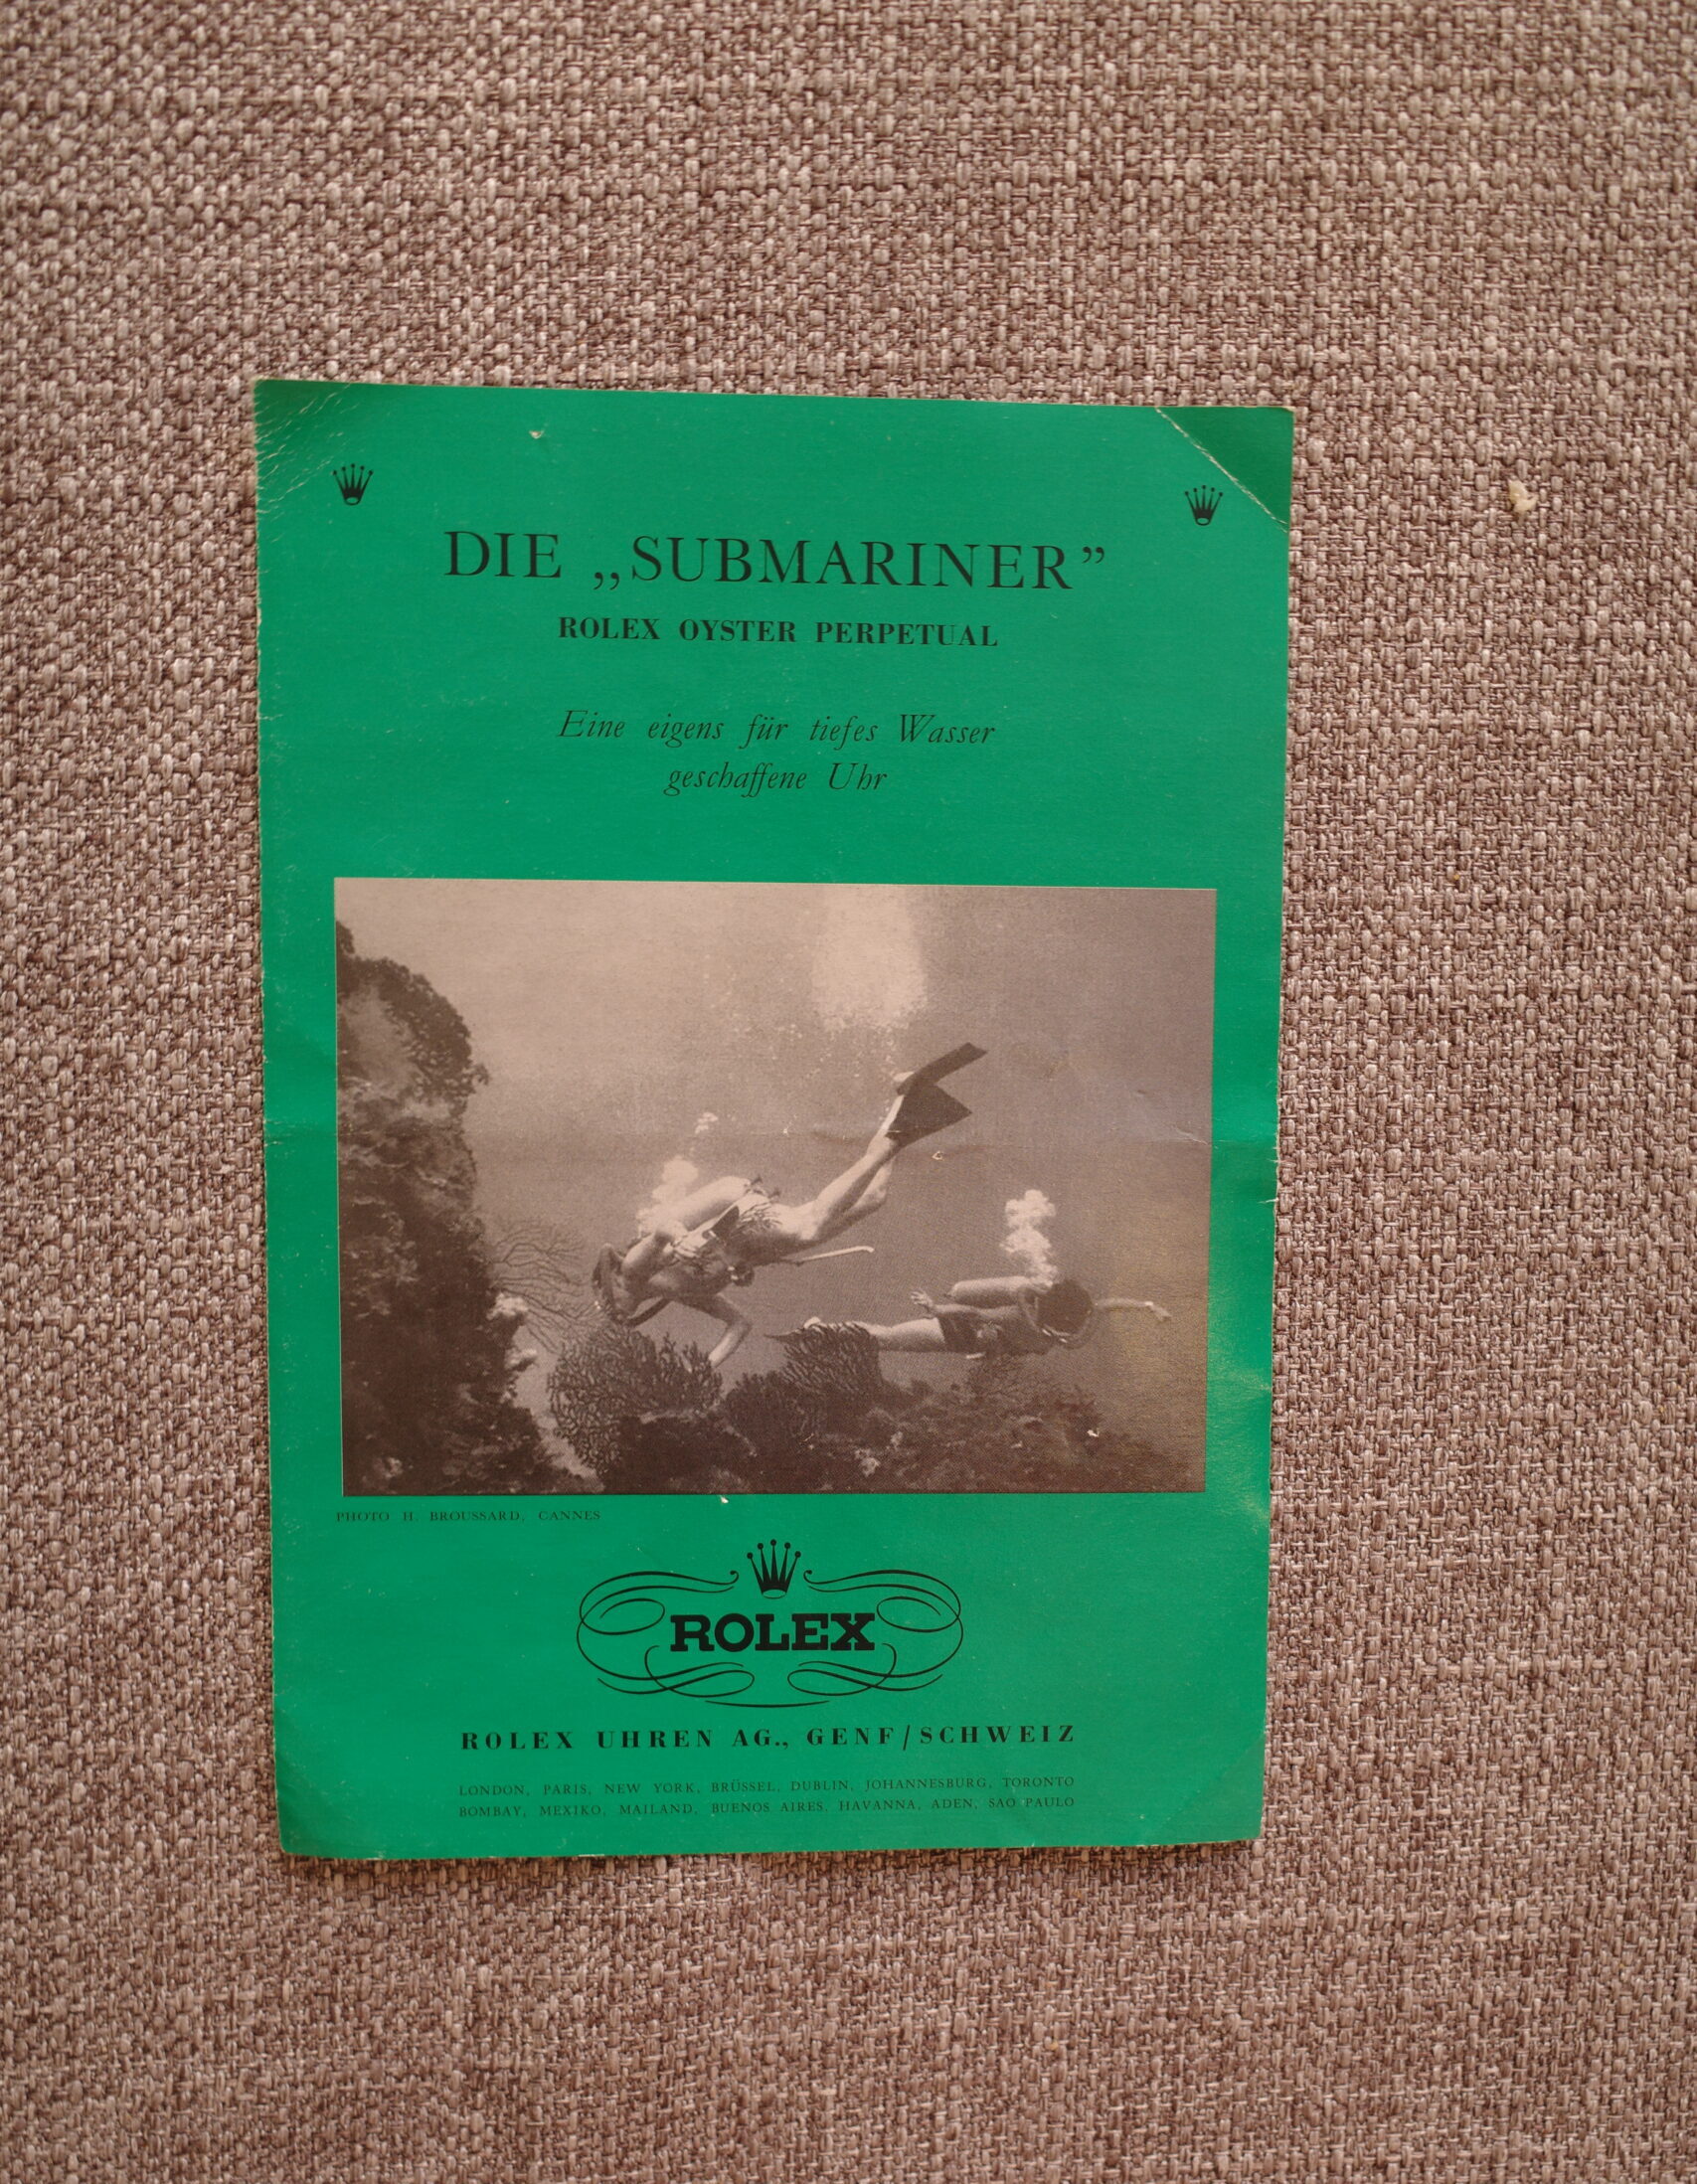 DIE „SUBMARINER”
ROLEX OYSTER PERPETUAL
Eine eigens für tiefes Wasser
geschaffene Uhr
PHOTO H. BROUSSARD, CANNES
ROLEX
ROLEX UHREN AG., GENF/SCHWEIZ
LONDON, PARIS, NEW YORK, BRÜSSEL, DUBLIN, JOHANNESBURG, TORONTO
BOMBAY, MEXIKO, MAILAND, BUENOS AIRES, HAVANNA, ADEN, SAO PAULO